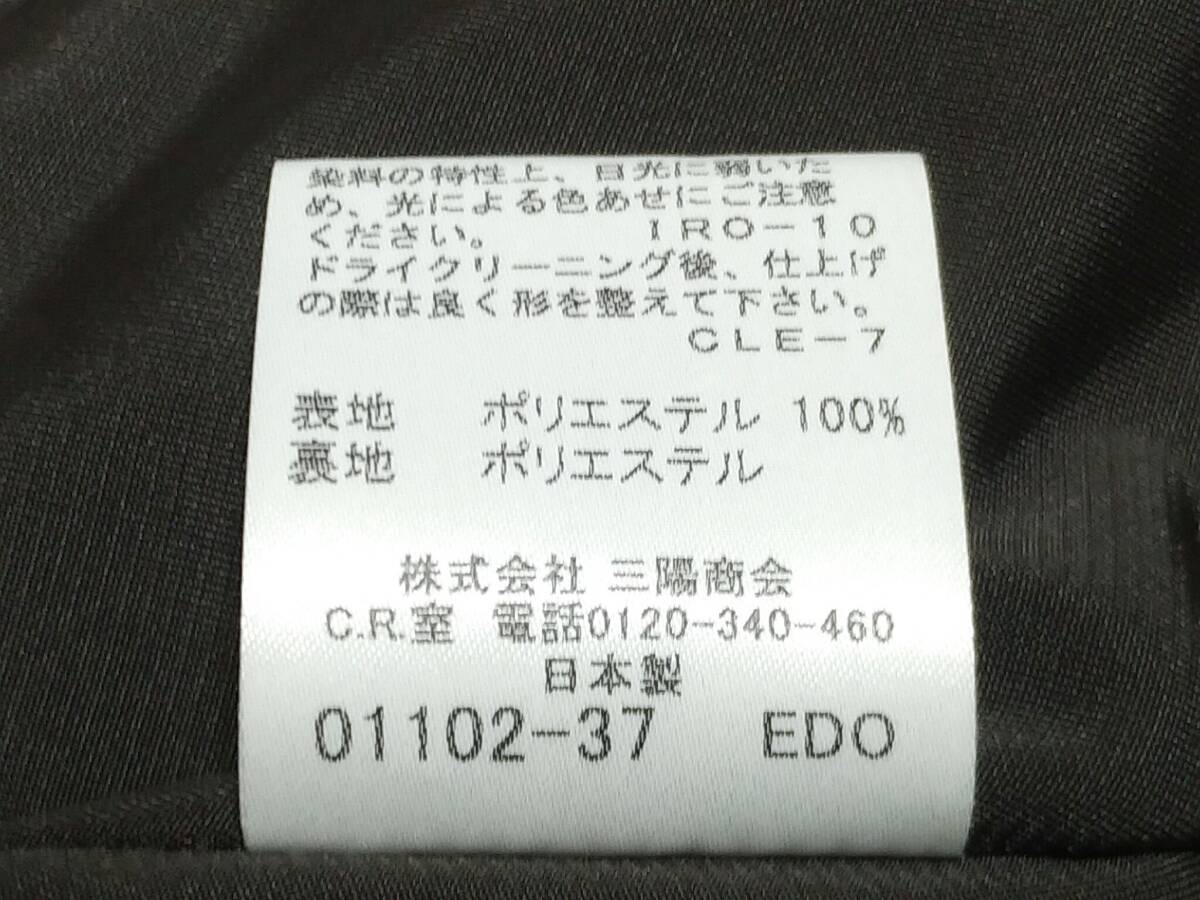 染料の特性上、日光に弱いた
め、光による色あせにご注意
ください。 IRO-10
ドライクリーニング後、仕上げ
の際は良く形を整えて下さい。
CLE-7
表地 ポリエステル 100%
裏地 ポリエステル
株式会社 三陽商会
C.R.室 電話0120-340-460
日本製
01102-37 EDO